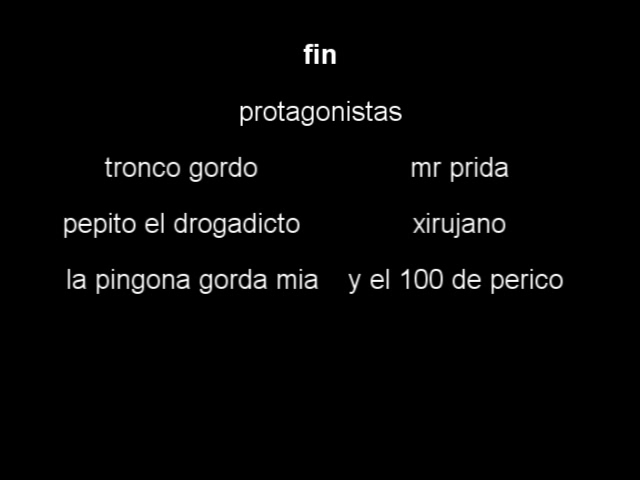 fin
protagonistas
tronco gordo mr prida
pepito el drogadicto xirujano
la pingona gorda mia y el 100 de perico